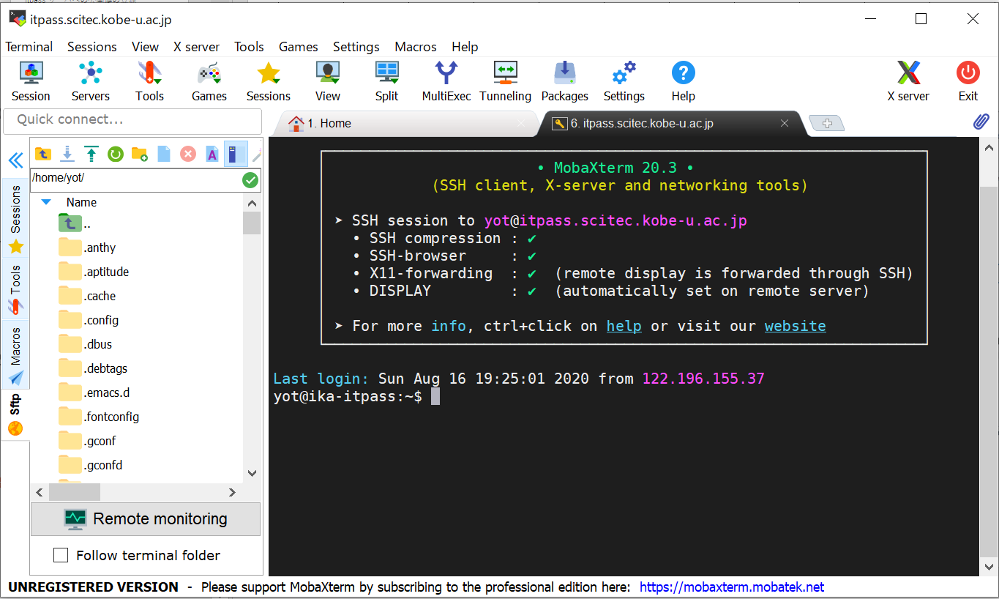 itpass.scitec.kobe-u.ac.jp
Terminal Sessions View X server Tools Games Settings Macros Help
Session Servers Tools Games Sessions View Split MultiExec Tunneling Packages Settings Help X server Exit
Quick connect...
1. Home
6. itpass.scitec.kobe-u.ac.jp
Sessions
Tools
Macros
Sftp
/home/yot/
Name
..
.anthy
.aptitude
.cache
.config
.dbus
.debtags
.emacs.d
.fontconfig
.gconf
.gconfd
Remote monitoring
Follow terminal folder
• MobaXterm 20.3 •
(SSH client, X-server and networking tools)
➤ SSH session to yot@itpass.scitec.kobe-u.ac.jp
• SSH compression : ✔
• SSH-browser : ✔
• X11-forwarding : ✔ (remote display is forwarded through SSH)
• DISPLAY : ✔ (automatically set on remote server)
➤ For more info, ctrl+click on help or visit our website
Last login: Sun Aug 16 19:25:01 2020 from 122.196.155.37
yot@ika-itpass:~$
UNREGISTERED VERSION - Please support MobaXterm by subscribing to the professional edition here: https://mobaxterm.mobatek.net